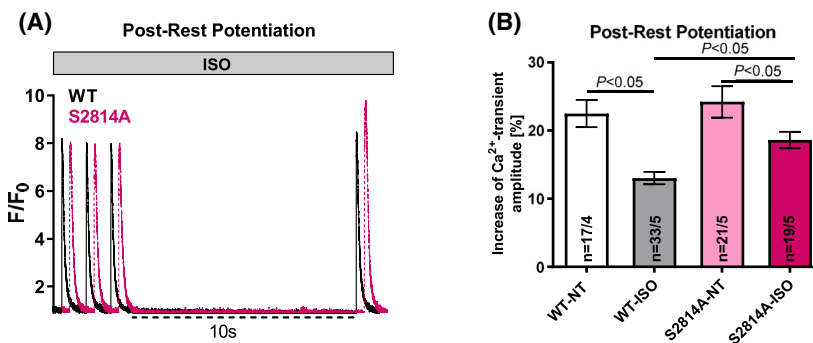 (A)
Post-Rest Potentiation
ISO
WT
S2814A
10
8
6
4
2
F/F0
10s
(B)
Post-Rest Potentiation
P<0.05
P<0.05
P<0.05
30
20
10
0
Increase of Ca2+-transient
amplitude [%]
n=17/4
n=33/5
n=21/5
n=19/5
WT-NT
WT-ISO
S2814A-NT
S2814A-ISO